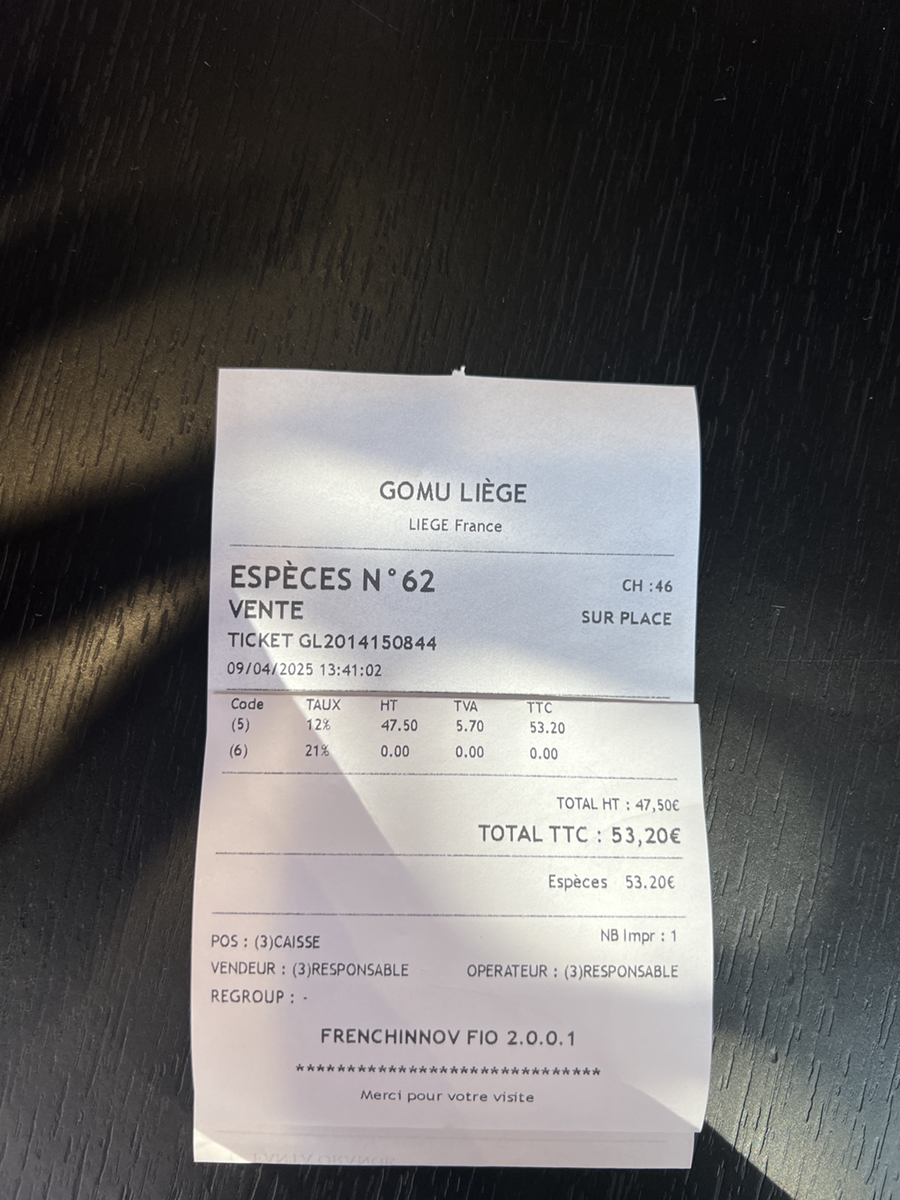 GOMU LIÈGE
LIEGE France
ESPÈCES N°62 CH :46
VENTE SUR PLACE
TICKET GL2014150844
09/04/2025 13:41:02
Code TAUX HT TVA TTC
(5) 12% 47.50 5.70 53.20
(6) 21% 0.00 0.00 0.00
TOTAL HT : 47,50€
TOTAL TTC : 53,20€
Espèces 53.20€
POS : (3)CAISSE NB Impr : 1
VENDEUR : (3)RESPONSABLE OPERATEUR : (3)RESPONSABLE
REGROUP : -
FRENCHINNOV FIO 2.0.0.1
******************************
Merci pour votre visite